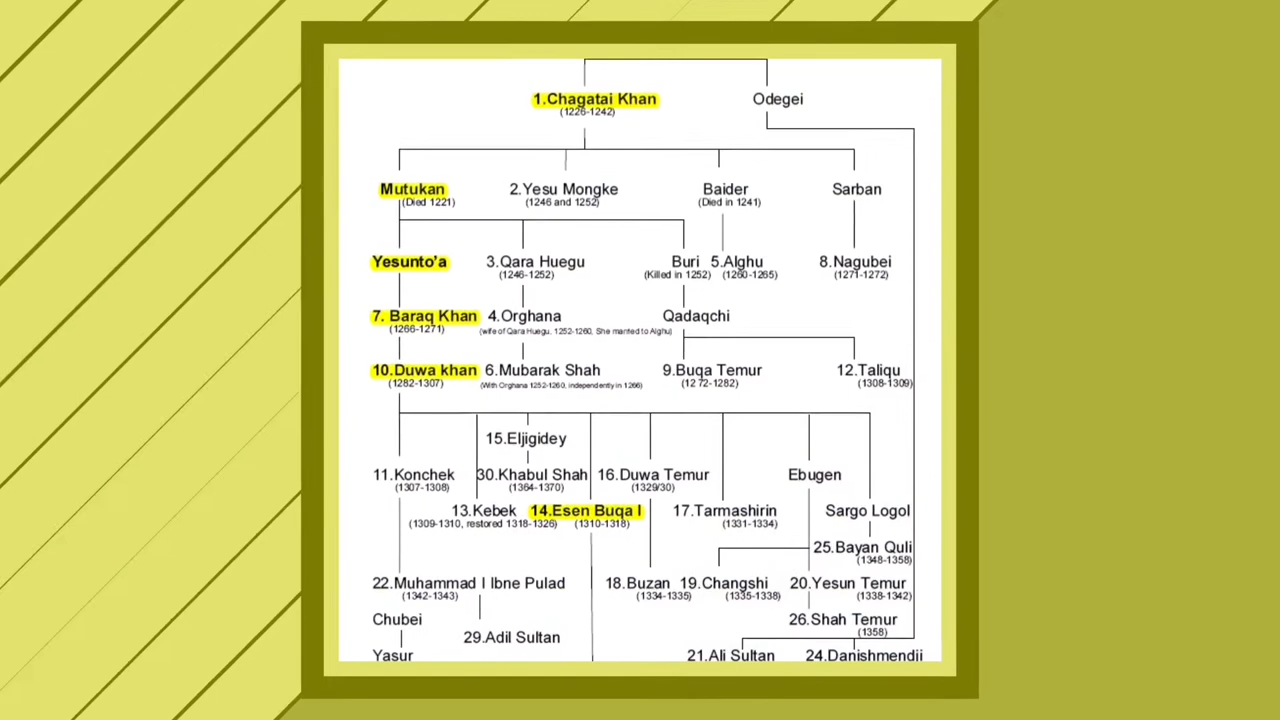 1.Chagatai Khan Odegei
(1226-1242)
Mutukan 2.Yesu Mongke Baider Sarban
(Died 1221) (1246 and 1252) (Died in 1241)
Yesunto'a 3.Qara Huegu Buri 5.Alghu 8.Nagubei
(1246-1252) (Killed in 1252) (1260-1265) (1271-1272)
7. Baraq Khan 4.Orghana Qadaqchi
(1266-1271) (wife of Qara Huegu, 1252-1260, She married to Alghu)
10.Duwa khan 6.Mubarak Shah 9.Buqa Temur 12.Taliqu
(1282-1307) (With Orghana 1252-1260, independently in 1266) (1272-1282) (1308-1309)
15.Eljigidey
11.Konchek 30.Khabul Shah 16.Duwa Temur Ebugen
(1307-1308) (1364-1370) (1329/30)
13.Kebek 14.Esen Buqa I 17.Tarmashirin Sargo Logol
(1309-1310, restored 1318-1326) (1310-1318) (1331-1334)
25.Bayan Quli
(1348-1358)
22.Muhammad I Ibne Pulad 18.Buzan 19.Changshi 20.Yesun Temur
(1342-1343) (1334-1335) (1335-1338) (1338-1342)
Chubei 26.Shah Temur
(1358)
29.Adil Sultan
Yasur 21.Ali Sultan 24.Danishmendii